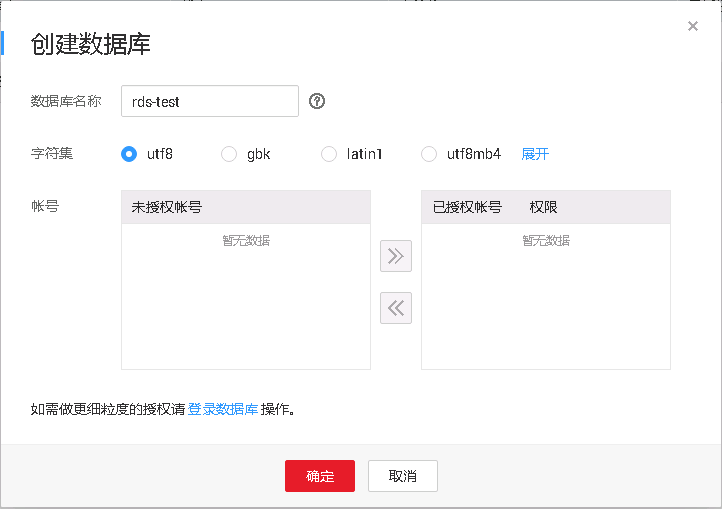 创建数据库
数据库名称 rds-test
字符集 utf8 gbk latin1 utf8mb4 展开
帐号 未授权帐号 已授权帐号 权限
暂无数据 暂无数据
如需做更细粒度的授权请 登录数据库 操作。
确定 取消